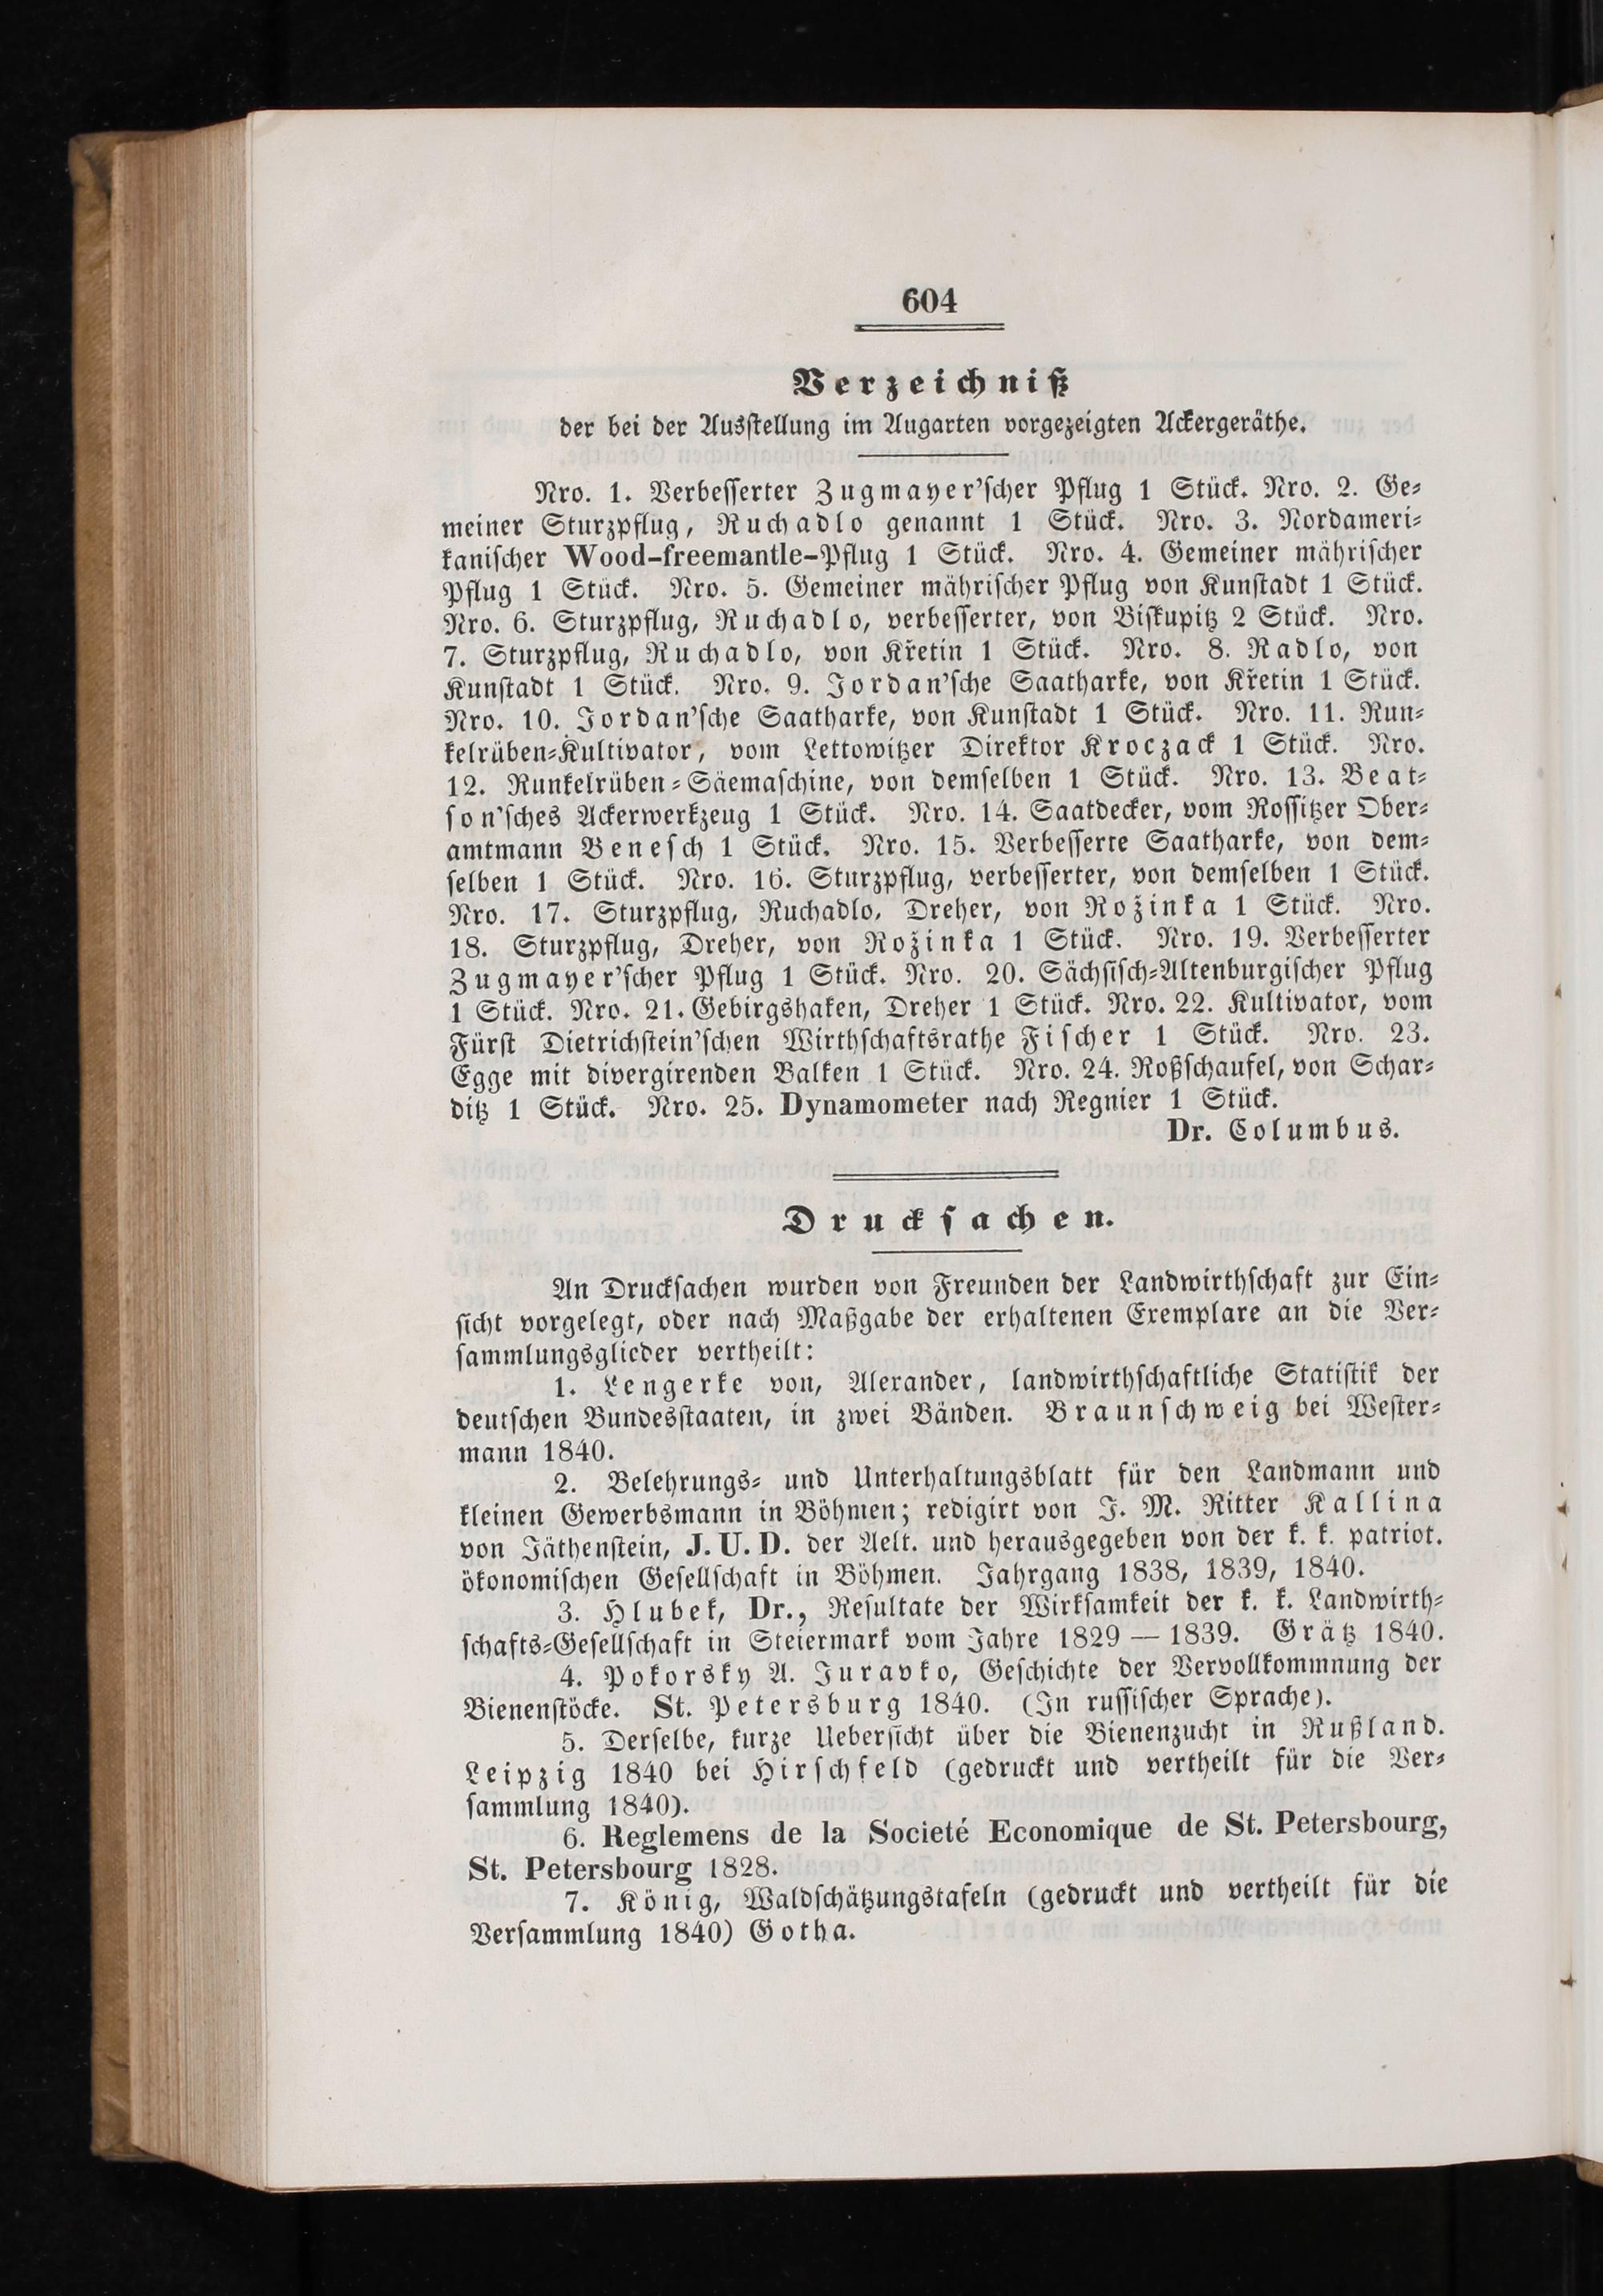 604
Verzeichniß
der bei der Ausstellung im Augarten vorgezeigten Ackergeräthe.
Nro. 1. Verbesserter Zugmayer'scher Pflug 1 Stück. Nro. 2. Ge-
meiner Sturzpflug, Ruchadlo genannt 1 Stück. Nro. 3. Nordameri-
kanischer Wood-freemantle-Pflug 1 Stück. Nro. 4. Gemeiner mährischer
Pflug 1 Stück. Nro. 5. Gemeiner mährischer Pflug von Kunstadt 1 Stück.
Nro. 6. Sturzpflug, Ruchadlo, verbesserter, von Biskupitz 2 Stück. Nro.
7. Sturzpflug, Ruchadlo, von Křetin 1 Stück. Nro. 8. Radlo, von
Kunstadt 1 Stück. Nro. 9. Jordan'sche Saatharke, von Křetin 1 Stück.
Nro. 10. Jordan'sche Saatharke, von Kunstadt 1 Stück. Nro. 11. Run-
kelrüben-Kultivator, vom Lettowitzer Direktor Kroczack 1 Stück. Nro.
12. Runkelrüben-Säemaschine, von demselben 1 Stück. Nro. 13. Beat-
son'sches Ackerwerkzeug 1 Stück. Nro. 14. Saatdecker, vom Rossitzer Ober-
amtmann Benesch 1 Stück. Nro. 15. Verbesserte Saatharke, von dem-
selben 1 Stück. Nro. 16. Sturzpflug, verbesserter, von demselben 1 Stück.
Nro. 17. Sturzpflug, Ruchadlo, Dreher, von Rožinka 1 Stück. Nro.
18. Sturzpflug, Dreher, von Rožinka 1 Stück. Nro. 19. Verbesserter
Zugmayer'scher Pflug 1 Stück. Nro. 20. Sächsisch-Altenburgischer Pflug
1 Stück. Nro. 21. Gebirgshaken, Dreher 1 Stück. Nro. 22. Kultivator, vom
Fürst Dietrichstein'schen Wirthschaftsrathe Fischer 1 Stück. Nro. 23.
Egge mit divergirenden Balken 1 Stück. Nro. 24. Roßschaufel, von Schar-
ditz 1 Stück. Nro. 25. Dynamometer nach Regnier 1 Stück.
Dr. Columbus.
Drucksachen.
An Drucksachen wurden von Freunden der Landwirthschaft zur Ein-
sicht vorgelegt, oder nach Maßgabe der erhaltenen Exemplare an die Ver-
sammlungsglieder vertheilt:
1. Lengerke von, Alexander, landwirthschaftliche Statistik der
deutschen Bundesstaaten, in zwei Bänden. Braunschweig bei Wester-
mann 1840.
2. Belehrungs- und Unterhaltungsblatt für den Landmann und
kleinen Gewerbsmann in Böhmen; redigirt von J. M. Ritter Kallina
von Jäthenstein, J. U. D. der Aelt. und herausgegeben von der k. k. patriot.
ökonomischen Gesellschaft in Böhmen. Jahrgang 1838, 1839, 1840.
3. Hlubek, Dr., Resultate der Wirksamkeit der k. k. Landwirth-
schafts-Gesellschaft in Steiermark vom Jahre 1829 — 1839. Grätz 1840.
4. Pokorsky A. Juravko, Geschichte der Vervollkommnung der
Bienenstöcke. St. Petersburg 1840. (In russischer Sprache).
5. Derselbe, kurze Uebersicht über die Bienenzucht in Rußland.
Leipzig 1840 bei Hirschfeld (gedruckt und vertheilt für die Ver-
sammlung 1840).
6. Reglemens de la Societé Economique de St. Petersbourg,
St. Petersbourg 1828.
7. König, Waldschätzungstafeln (gedruckt und vertheilt für die
Versammlung 1840) Gotha.